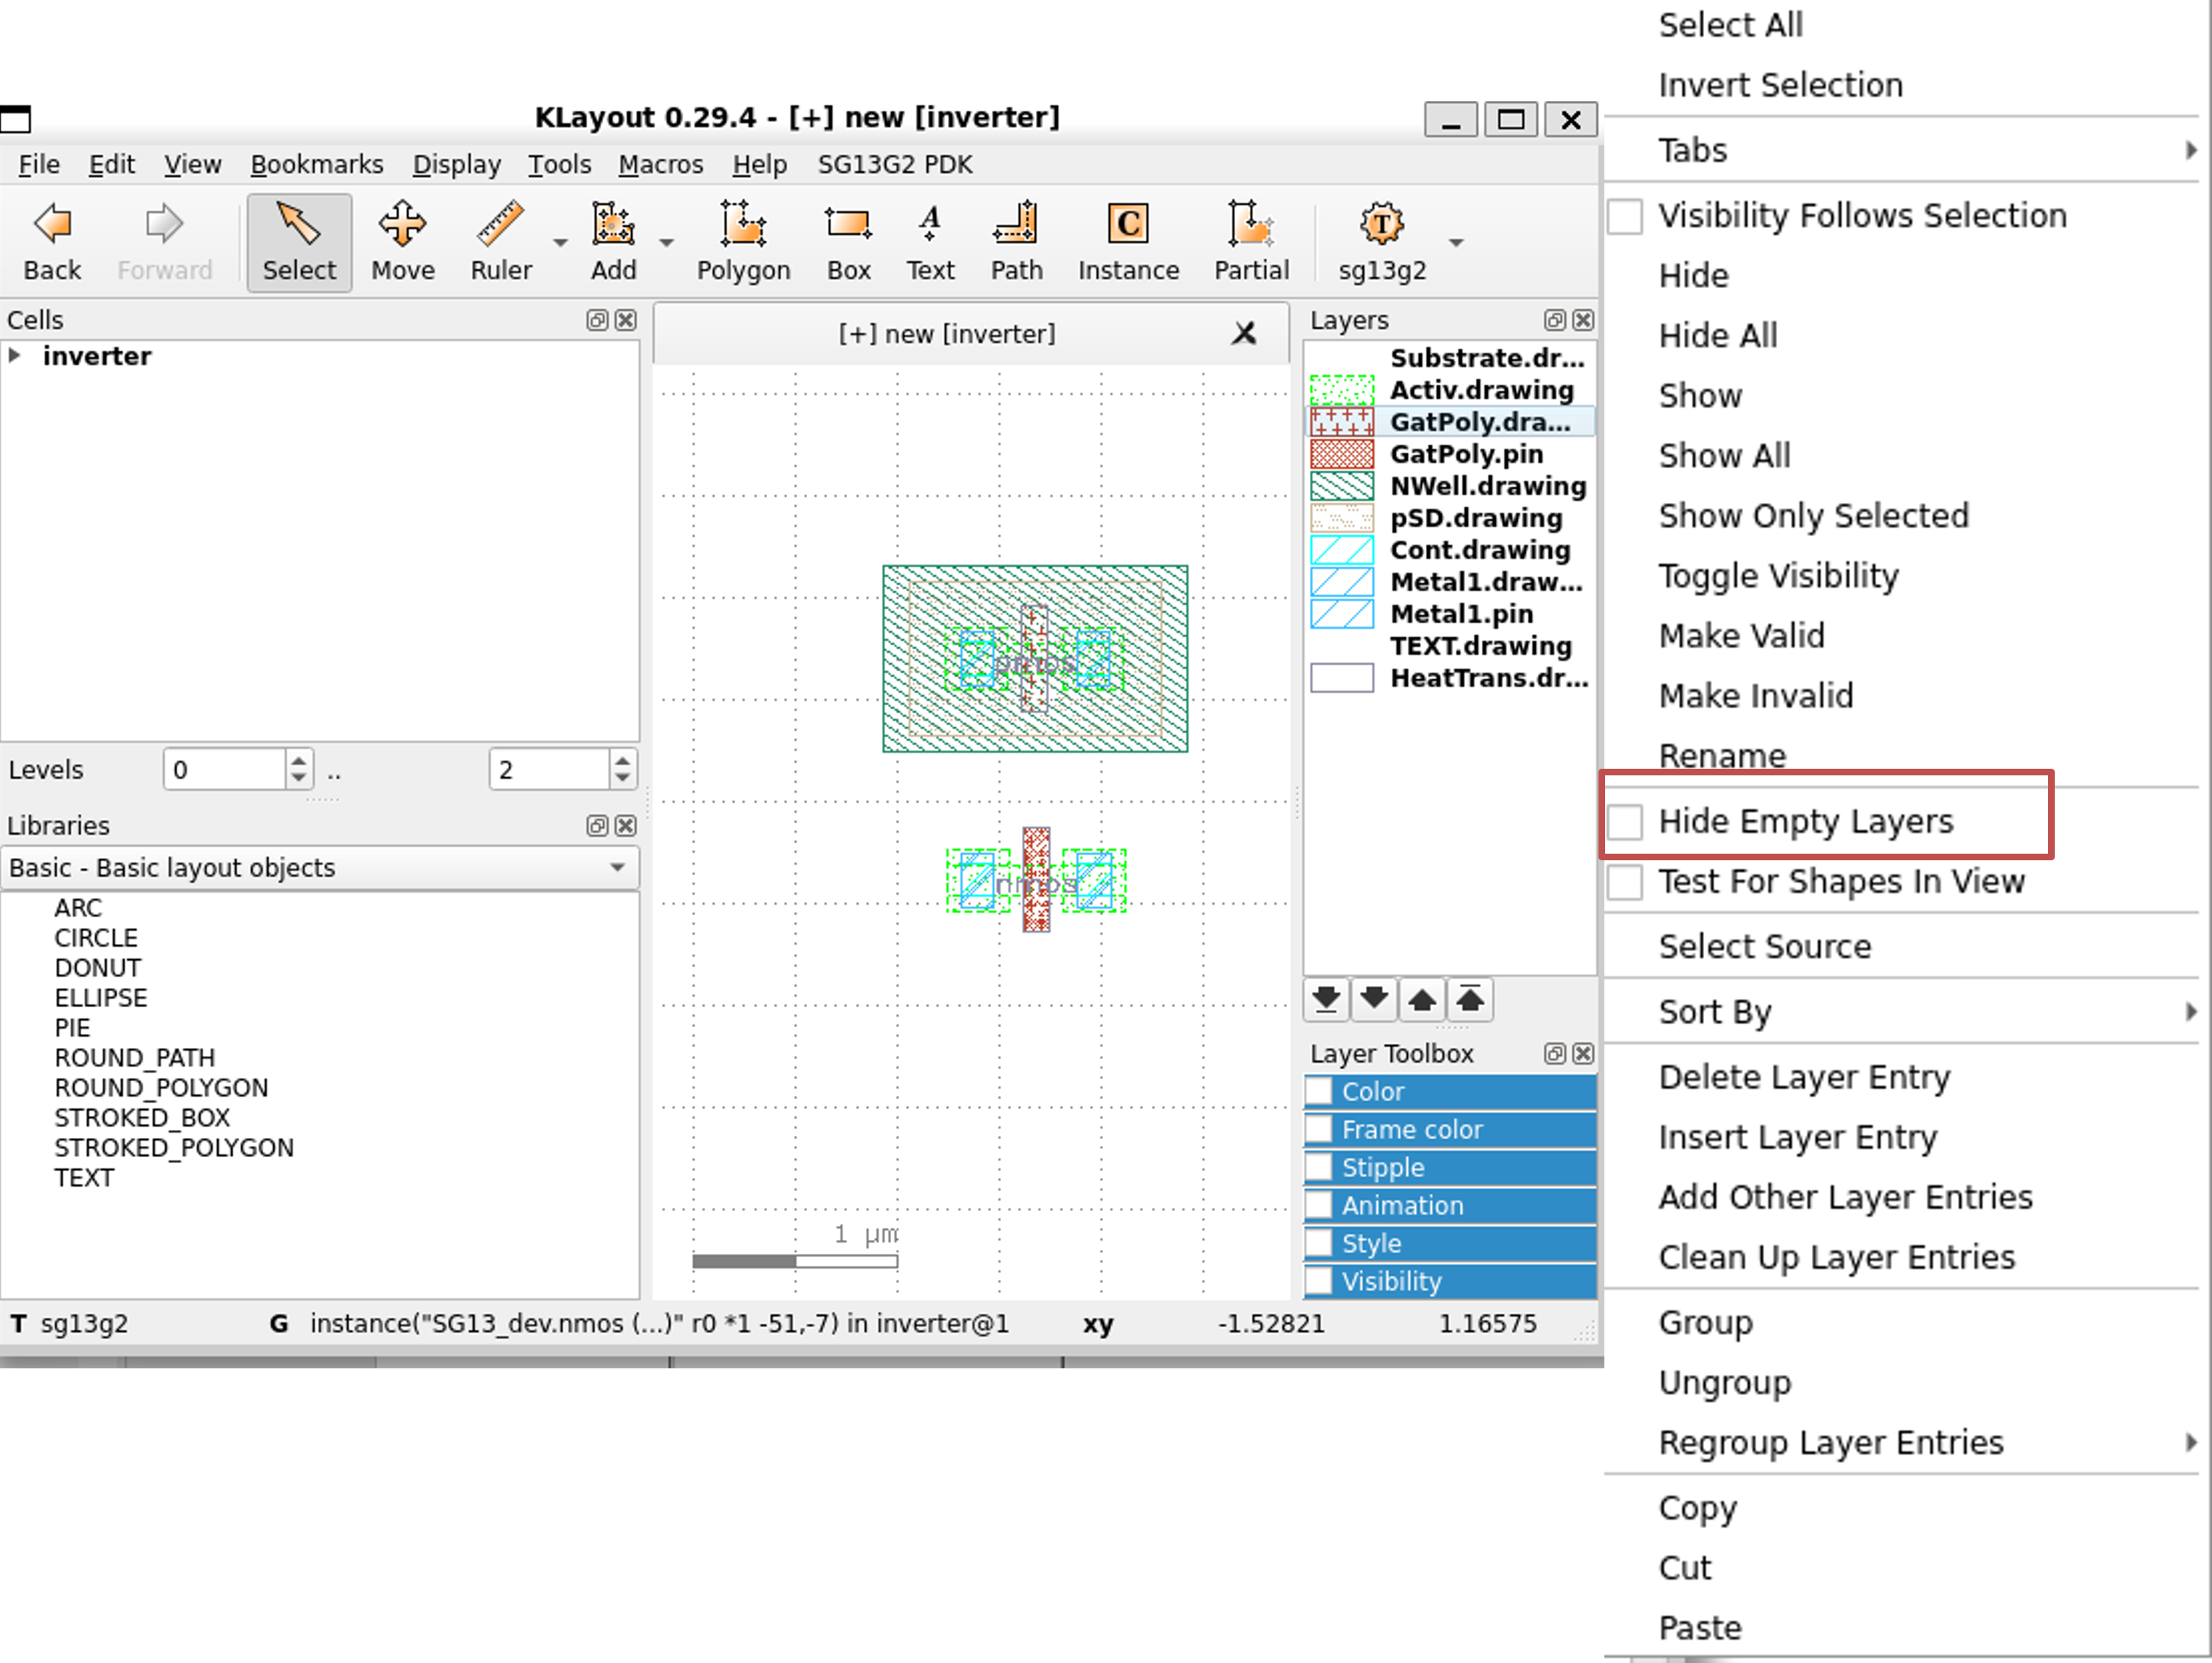 KLayout 0.29.4 - [+] new [inverter]
File Edit View Bookmarks Display Tools Macros Help SG13G2 PDK
Back Forward Select Move Ruler Add Polygon Box Text Path Instance Partial sg13g2
Cells
inverter
Levels 0 .. 2
Libraries
Basic - Basic layout objects
ARC
CIRCLE
DONUT
ELLIPSE
PIE
ROUND_PATH
ROUND_POLYGON
STROKED_BOX
STROKED_POLYGON
TEXT
[+] new [inverter]
pmos
nmos
1 µm
Layers
Substrate.dr...
Activ.drawing
GatPoly.dra...
GatPoly.pin
NWell.drawing
pSD.drawing
Cont.drawing
Metal1.draw...
Metal1.pin
TEXT.drawing
HeatTrans.dr...
Layer Toolbox
Color
Frame color
Stipple
Animation
Style
Visibility
T sg13g2 G instance("SG13_dev.nmos (...)" r0 *1 -51,-7) in inverter@1 xy -1.52821 1.16575
Select All
Invert Selection
Tabs
Visibility Follows Selection
Hide
Hide All
Show
Show All
Show Only Selected
Toggle Visibility
Make Valid
Make Invalid
Rename
Hide Empty Layers
Test For Shapes In View
Select Source
Sort By
Delete Layer Entry
Insert Layer Entry
Add Other Layer Entries
Clean Up Layer Entries
Group
Ungroup
Regroup Layer Entries
Copy
Cut
Paste